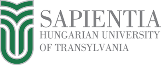 SAPIENTIA
HUNGARIAN UNIVERSITY
OF TRANSYLVANIA